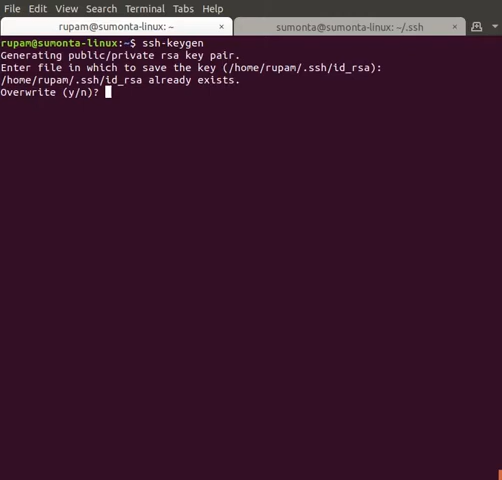 File Edit View Search Terminal Tabs Help
rupam@sumonta-linux: ~ × sumonta@sumonta-linux: ~/.ssh ×
rupam@sumonta-linux:~$ ssh-keygen
Generating public/private rsa key pair.
Enter file in which to save the key (/home/rupam/.ssh/id_rsa):
/home/rupam/.ssh/id_rsa already exists.
Overwrite (y/n)?